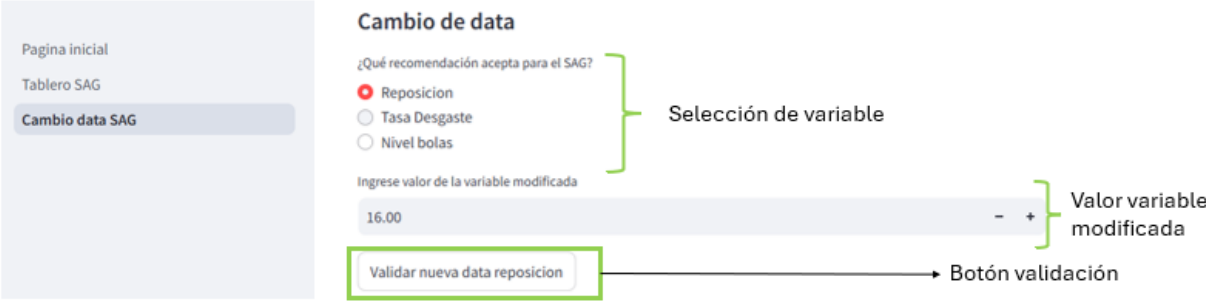 Pagina inicial
Tablero SAG
Cambio data SAG
Cambio de data
¿Qué recomendación acepta para el SAG?
Reposicion
Tasa Desgaste
Nivel bolas
Selección de variable
Ingrese valor de la variable modificada
16.00
- +
Valor variable
modificada
Validar nueva data reposicion
Botón validación